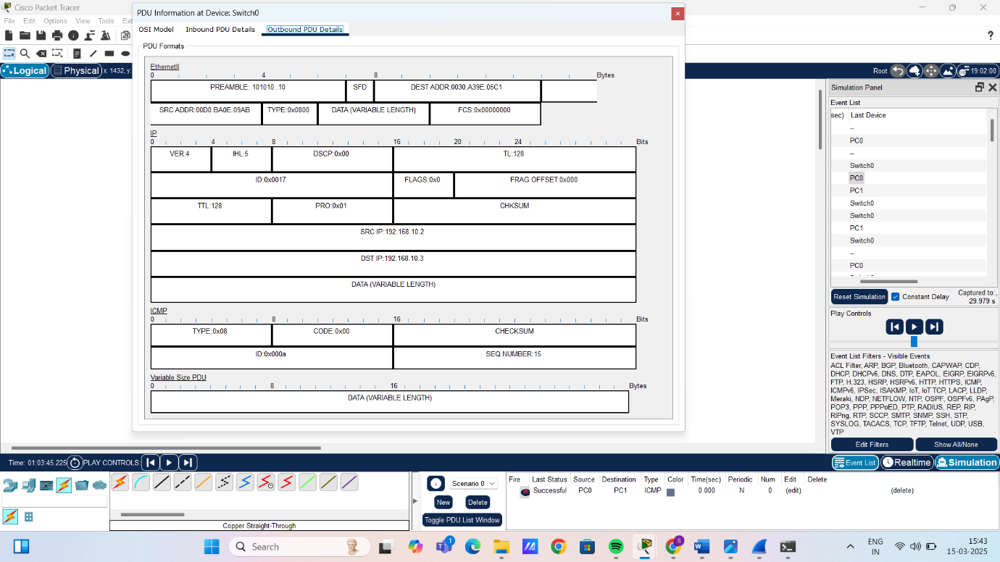 Cisco Packet Tracer
PDU Information at Device: Switch0
File Edit Options View Tools Ext
OSI Model Inbound PDU Details Outbound PDU Details
PDU Formats
Logical Physical x: 1432, y:
Root 19:02:00
EthernetII
0 4 8 Bytes
PREAMBLE: 101010..10 SFD DEST ADDR:0030.A39E.05C1
SRC ADDR:00D0.BA0E.09AB TYPE:0x0800 DATA (VARIABLE LENGTH) FCS:0x00000000
IP
0 4 8 16 20 24 Bits
VER:4 IHL:5 DSCP:0x00 TL:128
ID:0x0017 FLAGS:0x0 FRAG OFFSET:0x000
TTL:128 PRO:0x01 CHKSUM
SRC IP:192.168.10.2
DST IP:192.168.10.3
DATA (VARIABLE LENGTH)
ICMP
0 8 16 Bits
TYPE:0x08 CODE:0x00 CHECKSUM
ID:0x000a SEQ NUMBER:15
Variable Size PDU
0 8 16 Bytes
DATA (VARIABLE LENGTH)
Simulation Panel
Event List
sec) Last Device
--
PC0
--
Switch0
PC0
PC1
Switch0
Switch0
PC1
Switch0
--
PC0
Reset Simulation Constant Delay Captured to:
29.979 s
Play Controls
Event List Filters - Visible Events
ACL Filter, ARP, BGP, Bluetooth, CAPWAP, CDP,
DHCP, DHCPv6, DNS, DTP, EAPOL, EIGRP, EIGRPv6,
FTP, H.323, HSRP, HSRPv6, HTTP, HTTPS, ICMP,
ICMPv6, IPSec, ISAKMP, IoT, IoT TCP, LACP, LLDP,
Meraki, NDP, NETFLOW, NTP, OSPF, OSPFv6, PAgP,
POP3, PPP, PPPoED, PTP, RADIUS, REP, RIP,
RIPng, RTP, SCCP, SMTP, SNMP, SSH, STP,
SYSLOG, TACACS, TCP, TFTP, Telnet, UDP, USB,
VTP
Edit Filters Show All/None
Time: 01:03:45.225 PLAY CONTROLS:
Event List Realtime Simulation
Scenario 0
New Delete
Toggle PDU List Window
Fire Last Status Source Destination Type Color Time(sec) Periodic Num Edit Delete
Successful PC0 PC1 ICMP 0.000 N 0 (edit) (delete)
Copper Straight-Through
Search
1
S
ENG
IN
15:43
15-03-2025